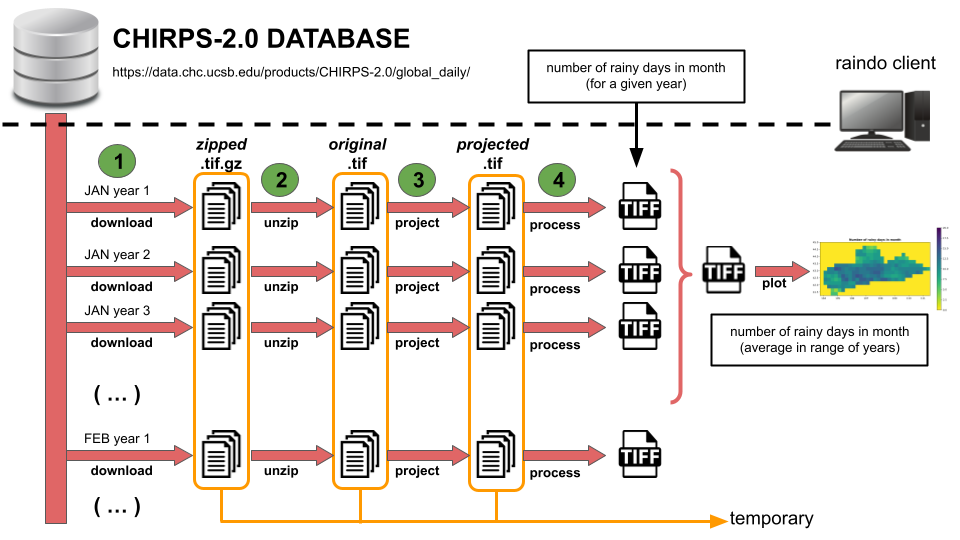 CHIRPS-2.0 DATABASE
https://data.chc.ucsb.edu/products/CHIRPS-2.0/global_daily/
number of rainy days in month
(for a given year)
raindo client
zipped
.tif.gz
original
.tif
projected
.tif
1
2
3
4
JAN year 1
download
unzip
project
process
TIFF
JAN year 2
download
unzip
project
process
TIFF
JAN year 3
download
unzip
project
process
TIFF
TIFF
plot
Number of rainy days in month
number of rainy days in month
(average in range of years)
( ... )
FEB year 1
download
unzip
project
process
TIFF
( ... )
temporary